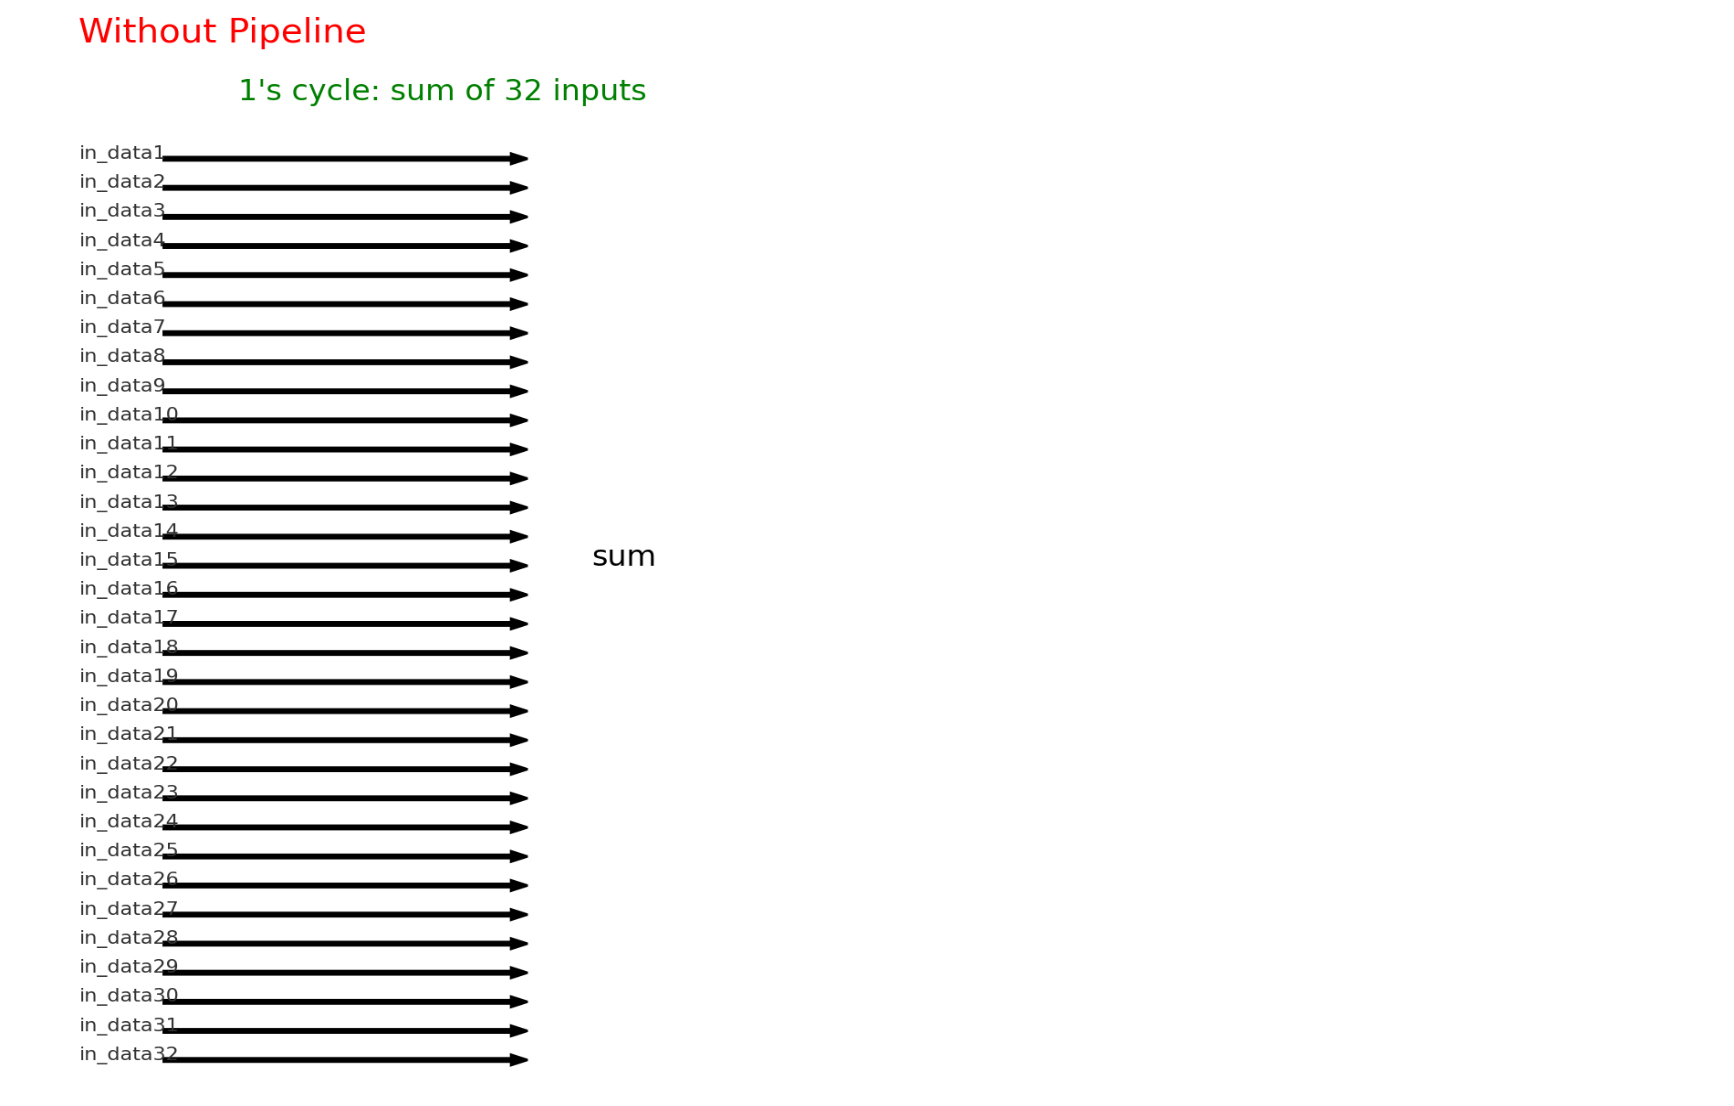 Without Pipeline
1's cycle: sum of 32 inputs
in_data1
in_data2
in_data3
in_data4
in_data5
in_data6
in_data7
in_data8
in_data9
in_data10
in_data11
in_data12
in_data13
in_data14
in_data15
sum
in_data16
in_data17
in_data18
in_data19
in_data20
in_data21
in_data22
in_data23
in_data24
in_data25
in_data26
in_data27
in_data28
in_data29
in_data30
in_data31
in_data32